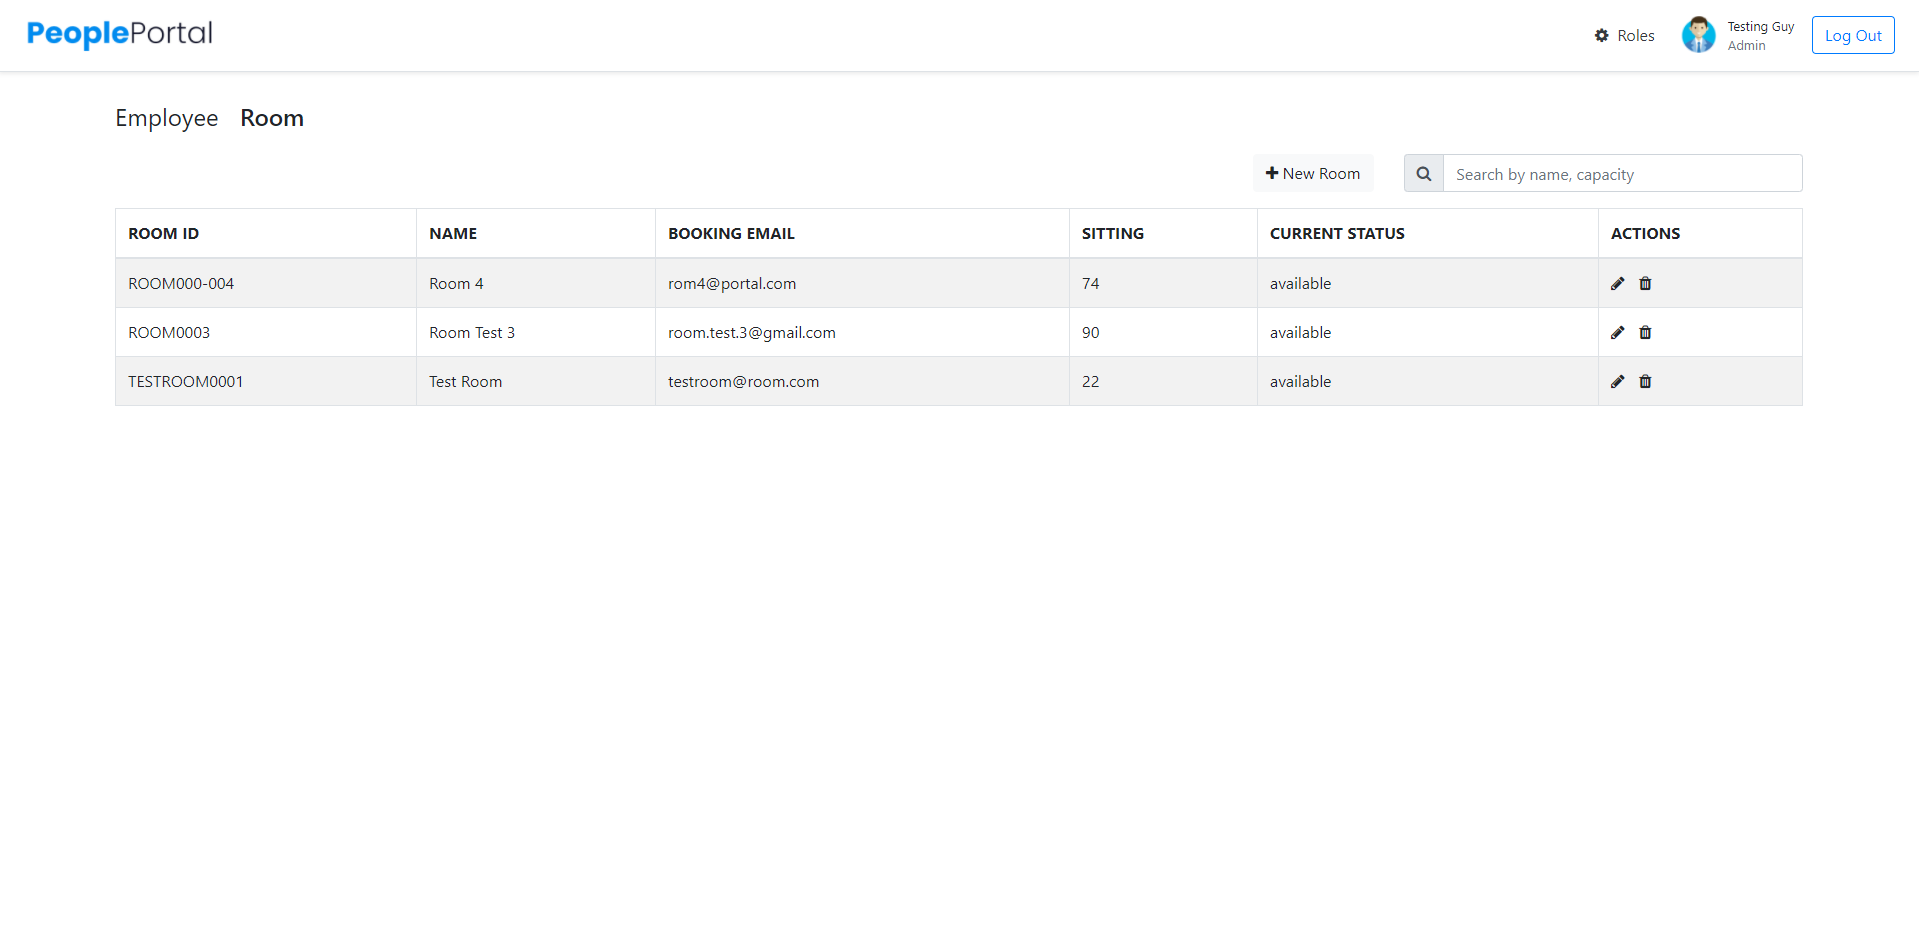 PeoplePortal
Roles
Testing Guy
Admin
Log Out
Employee Room
New Room
Search by name, capacity
ROOM ID NAME BOOKING EMAIL SITTING CURRENT STATUS ACTIONS
ROOM000-004 Room 4 rom4@portal.com 74 available
ROOM0003 Room Test 3 room.test.3@gmail.com 90 available
TESTROOM0001 Test Room testroom@room.com 22 available